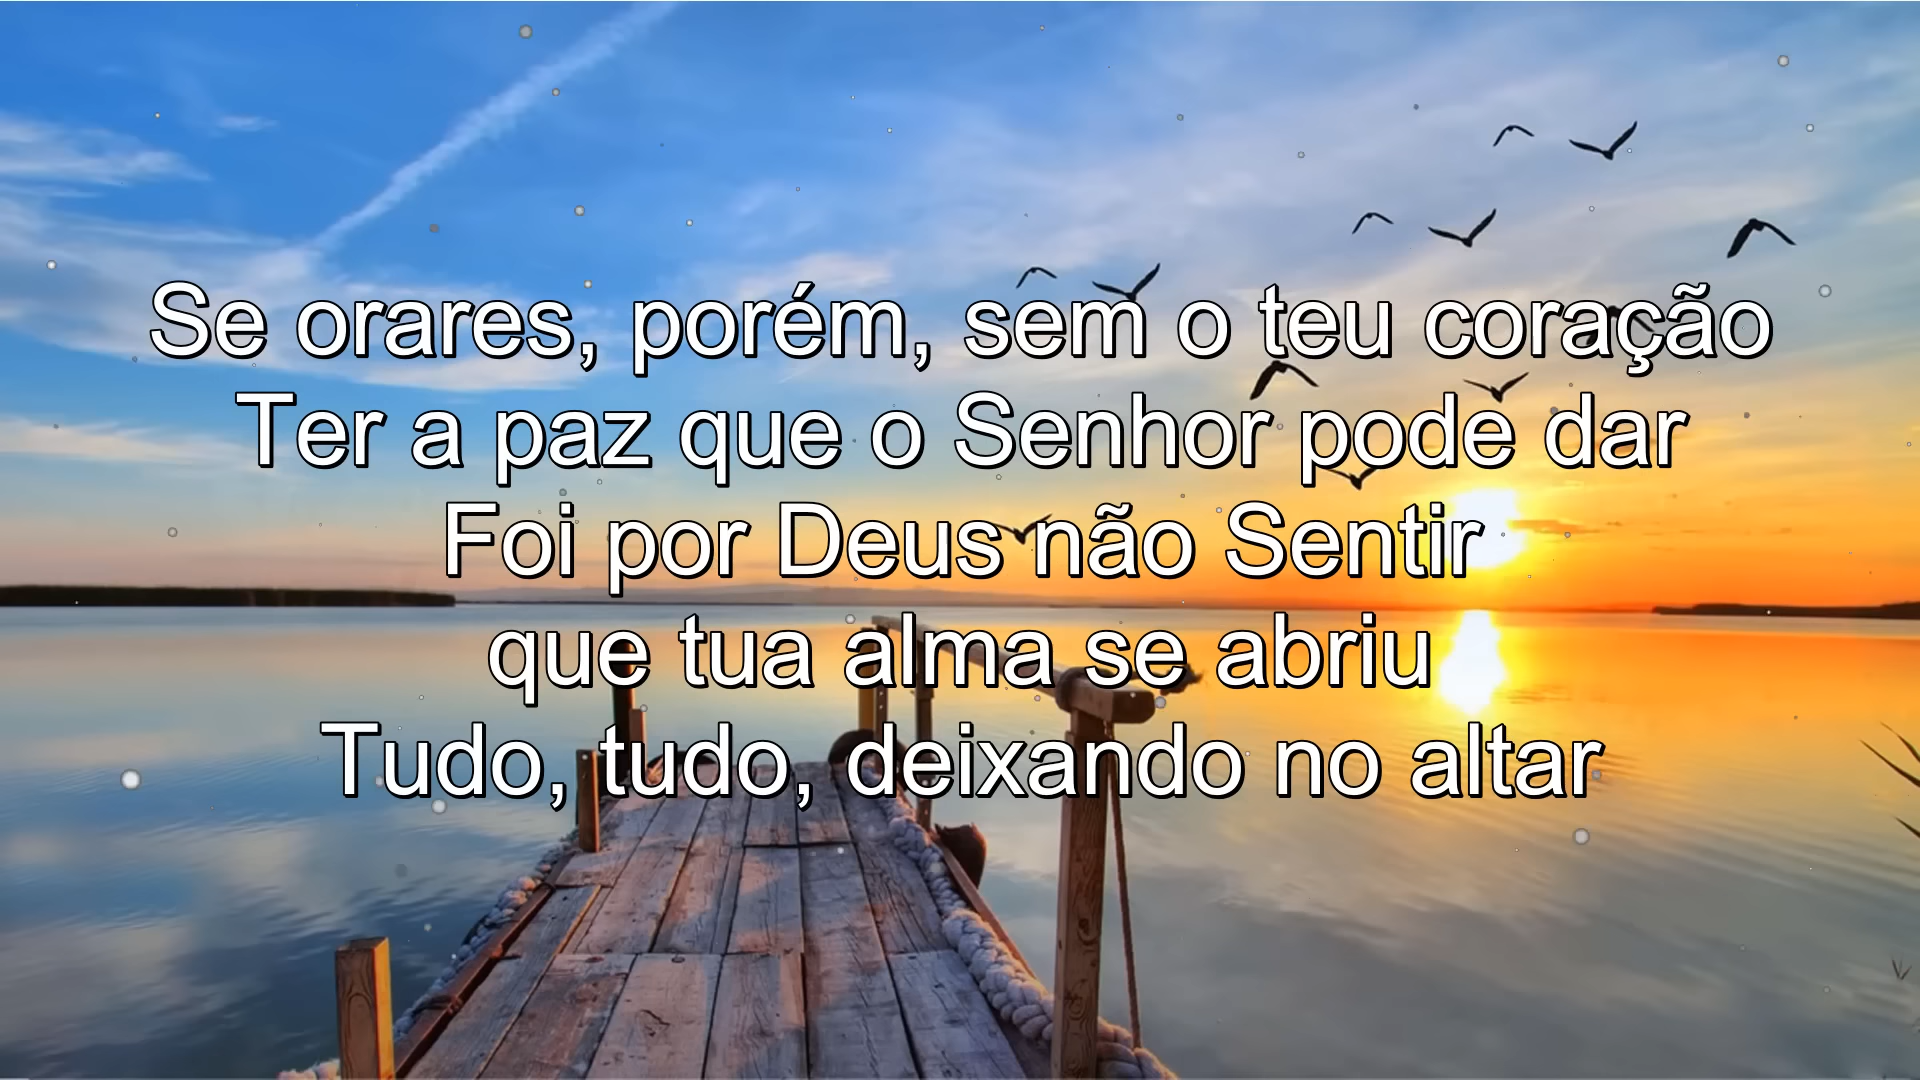 Se orares, porém, sem o teu coração
Ter a paz que o Senhor pode dar
Foi por Deus não Sentir
que tua alma se abriu
Tudo, tudo, deixando no altar